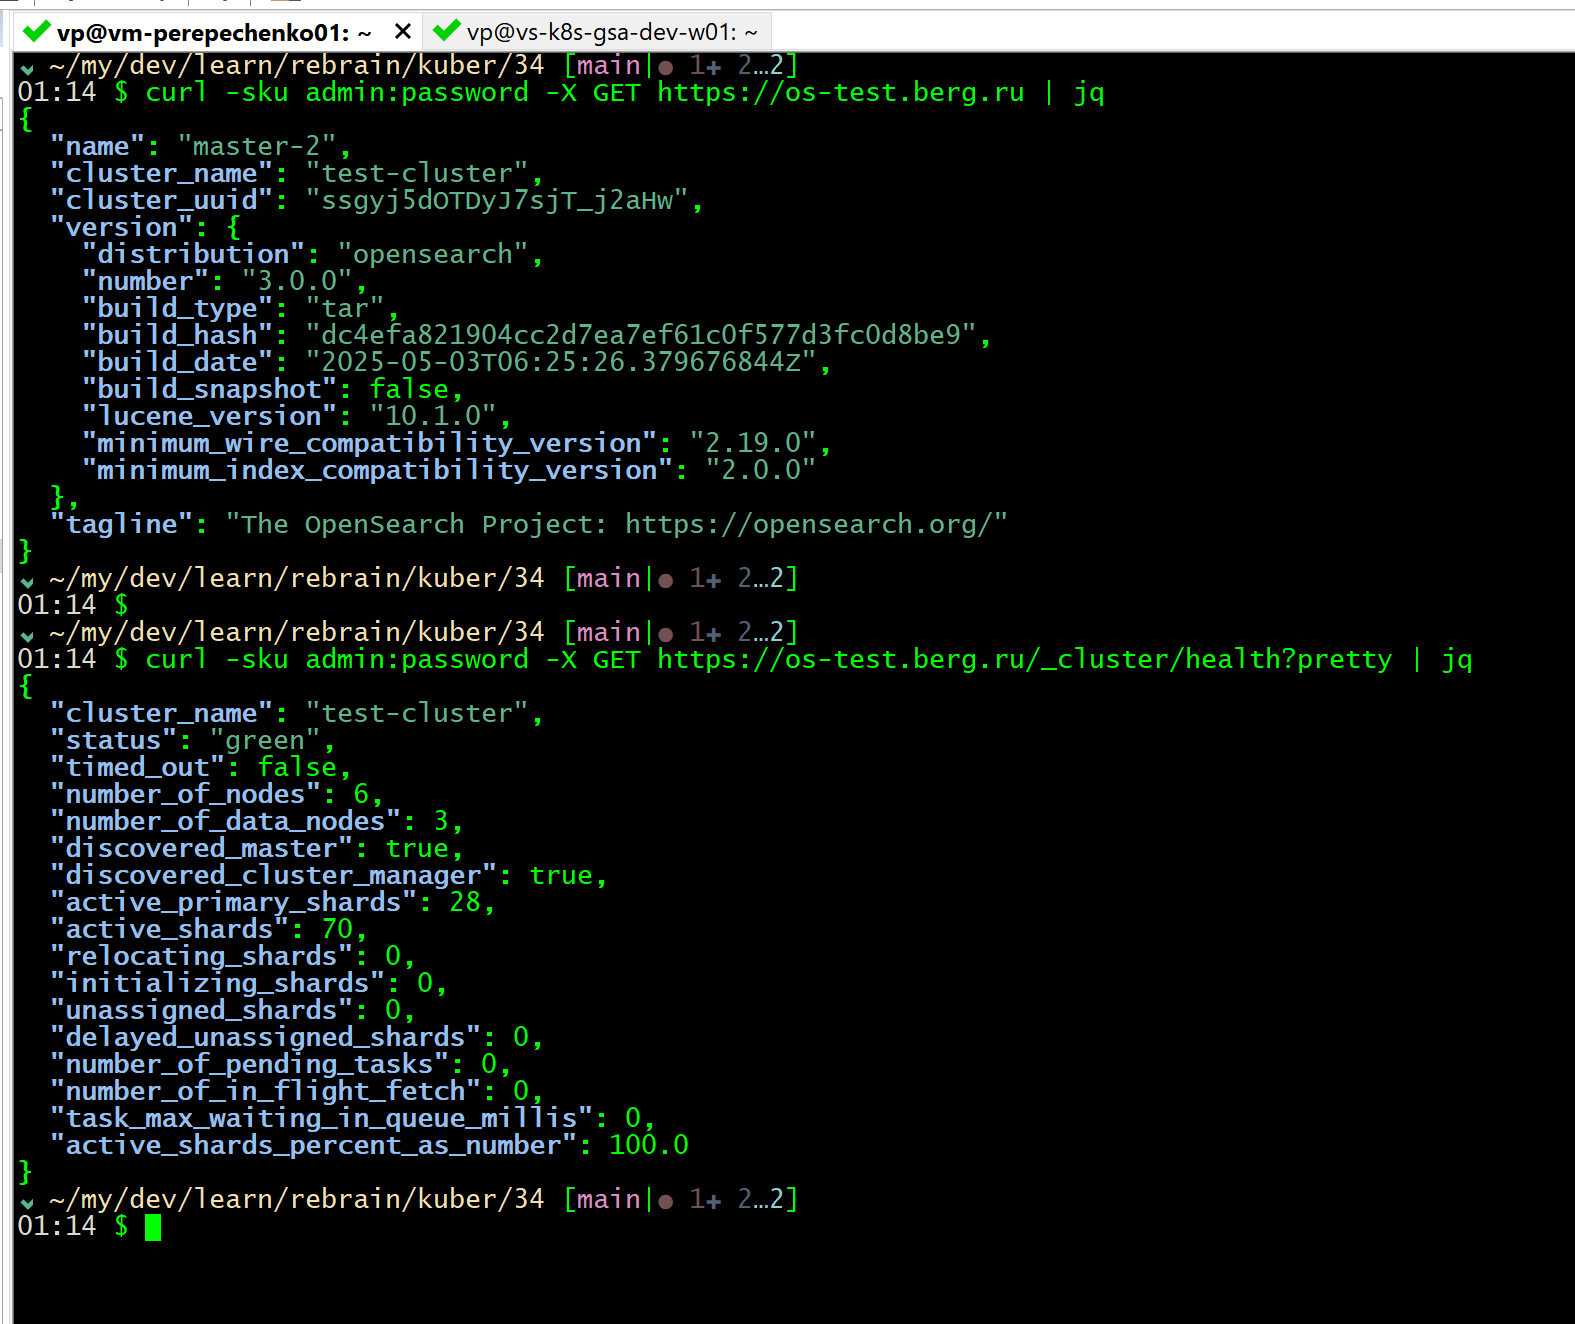 vp@vm-perepechenko01: ~ vp@vs-k8s-gsa-dev-w01: ~
~/my/dev/learn/rebrain/kuber/34 [main|● 1✚ 2…2]
01:14 $ curl -sku admin:password -X GET https://os-test.berg.ru | jq
{
  "name": "master-2",
  "cluster_name": "test-cluster",
  "cluster_uuid": "ssgyj5dOTDyJ7sjT_j2aHw",
  "version": {
    "distribution": "opensearch",
    "number": "3.0.0",
    "build_type": "tar",
    "build_hash": "dc4efa821904cc2d7ea7ef61c0f577d3fc0d8be9",
    "build_date": "2025-05-03T06:25:26.379676844Z",
    "build_snapshot": false,
    "lucene_version": "10.1.0",
    "minimum_wire_compatibility_version": "2.19.0",
    "minimum_index_compatibility_version": "2.0.0"
  },
  "tagline": "The OpenSearch Project: https://opensearch.org/"
}
~/my/dev/learn/rebrain/kuber/34 [main|● 1✚ 2…2]
01:14 $
~/my/dev/learn/rebrain/kuber/34 [main|● 1✚ 2…2]
01:14 $ curl -sku admin:password -X GET https://os-test.berg.ru/_cluster/health?pretty | jq
{
  "cluster_name": "test-cluster",
  "status": "green",
  "timed_out": false,
  "number_of_nodes": 6,
  "number_of_data_nodes": 3,
  "discovered_master": true,
  "discovered_cluster_manager": true,
  "active_primary_shards": 28,
  "active_shards": 70,
  "relocating_shards": 0,
  "initializing_shards": 0,
  "unassigned_shards": 0,
  "delayed_unassigned_shards": 0,
  "number_of_pending_tasks": 0,
  "number_of_in_flight_fetch": 0,
  "task_max_waiting_in_queue_millis": 0,
  "active_shards_percent_as_number": 100.0
}
~/my/dev/learn/rebrain/kuber/34 [main|● 1✚ 2…2]
01:14 $